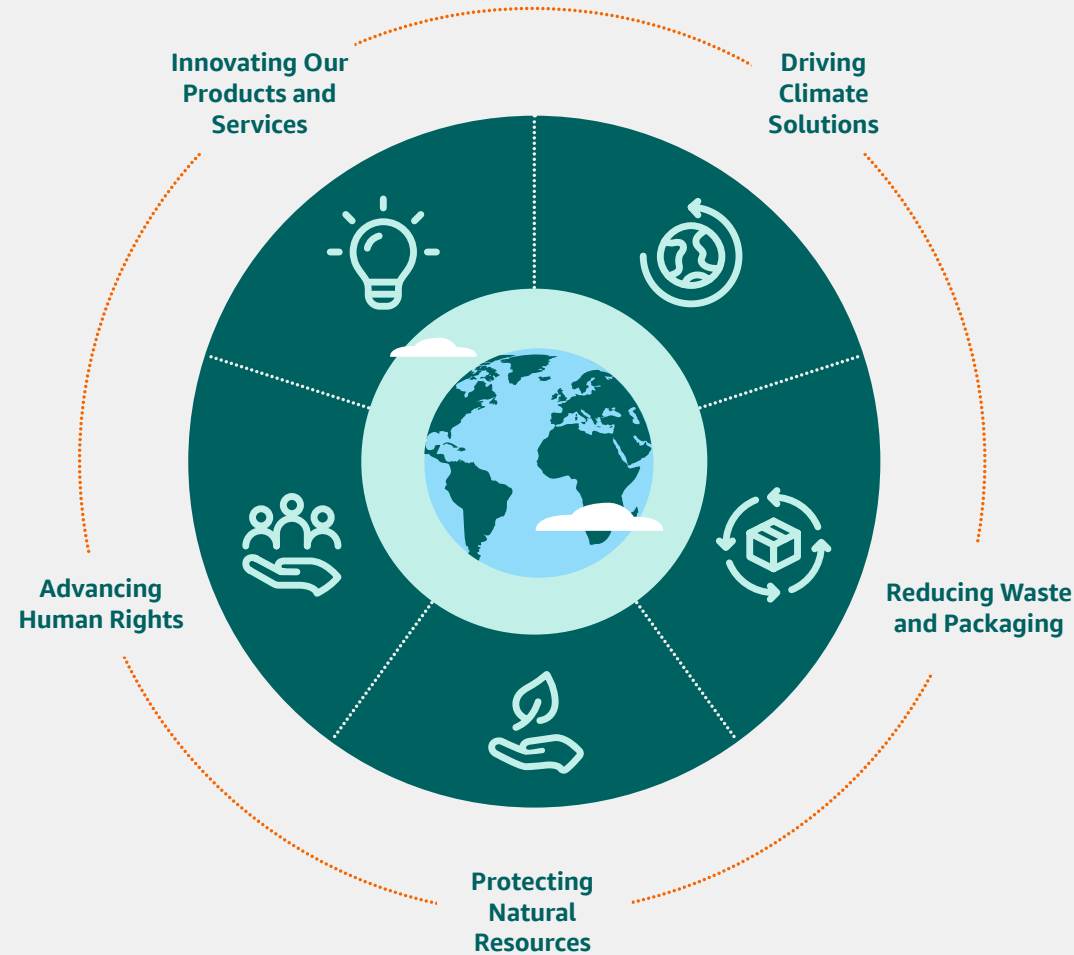 Innovating Our
Products and
Services
Driving
Climate
Solutions
Advancing
Human Rights
Reducing Waste
and Packaging
Protecting
Natural
Resources